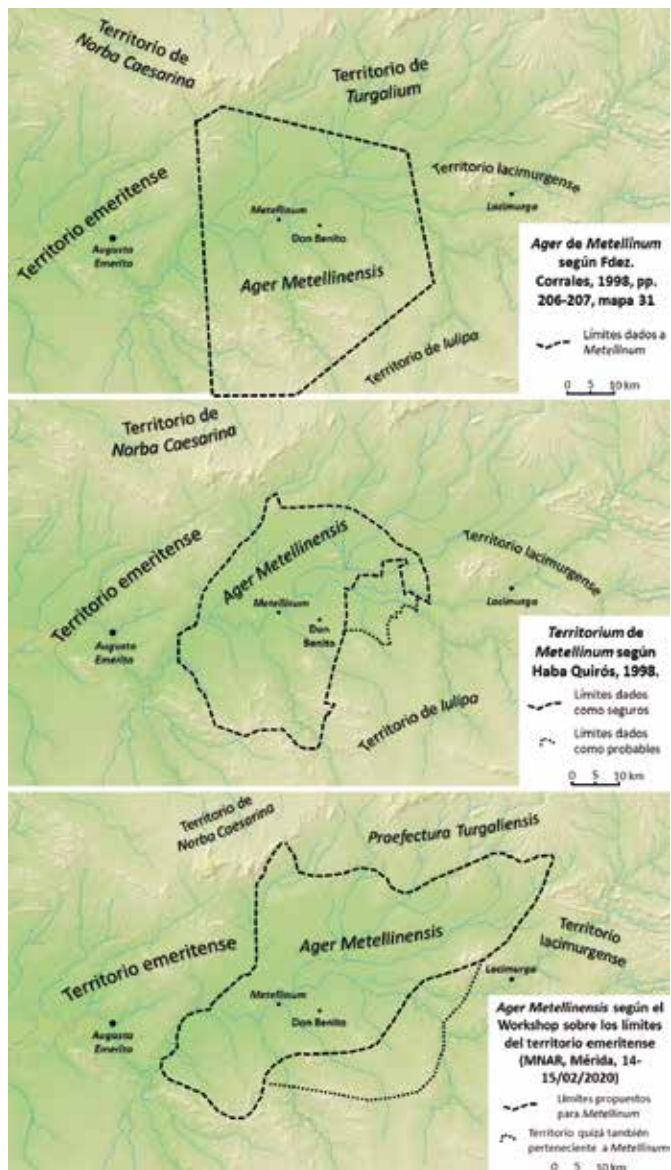 Territorio de
Norba Caesarina
Territorio de
Turgalium
Territorio emeritense
Territorio lacimurgense
Metellinum
Lacimurga
Don Benito
Augusta
Emerita
Ager Metellinensis
Territorio de Iulipa
Ager de Metellinum
según Fdez.
Corrales, 1998, pp.
206-207, mapa 31
Límites dados a
Metellinum
0 5 10 km
Territorio de
Norba Caesarina
Territorio emeritense
Ager Metellinensis
Territorio lacimurgense
Metellinum
Lacimurga
Don
Benito
Augusta
Emerita
Territorio de Iulipa
Territorium de
Metellinum según
Haba Quirós, 1998.
Límites dados
como seguros
Límites dados
como probables
0 5 10 km
Territorio de
Norba Caesarina
Praefectura Turgaliensis
Territorio emeritense
Ager Metellinensis
Territorio
lacimurgense
Lacimurga
Metellinum
Don Benito
Augusta
Emerita
Ager Metellinensis según el
Workshop sobre los límites
del territorio emeritense
(MNAR, Mérida, 14-
15/02/2020)
Límites propuestos
para Metellinum
Territorio quizá también
perteneciente a Metellinum
0 5 10 km